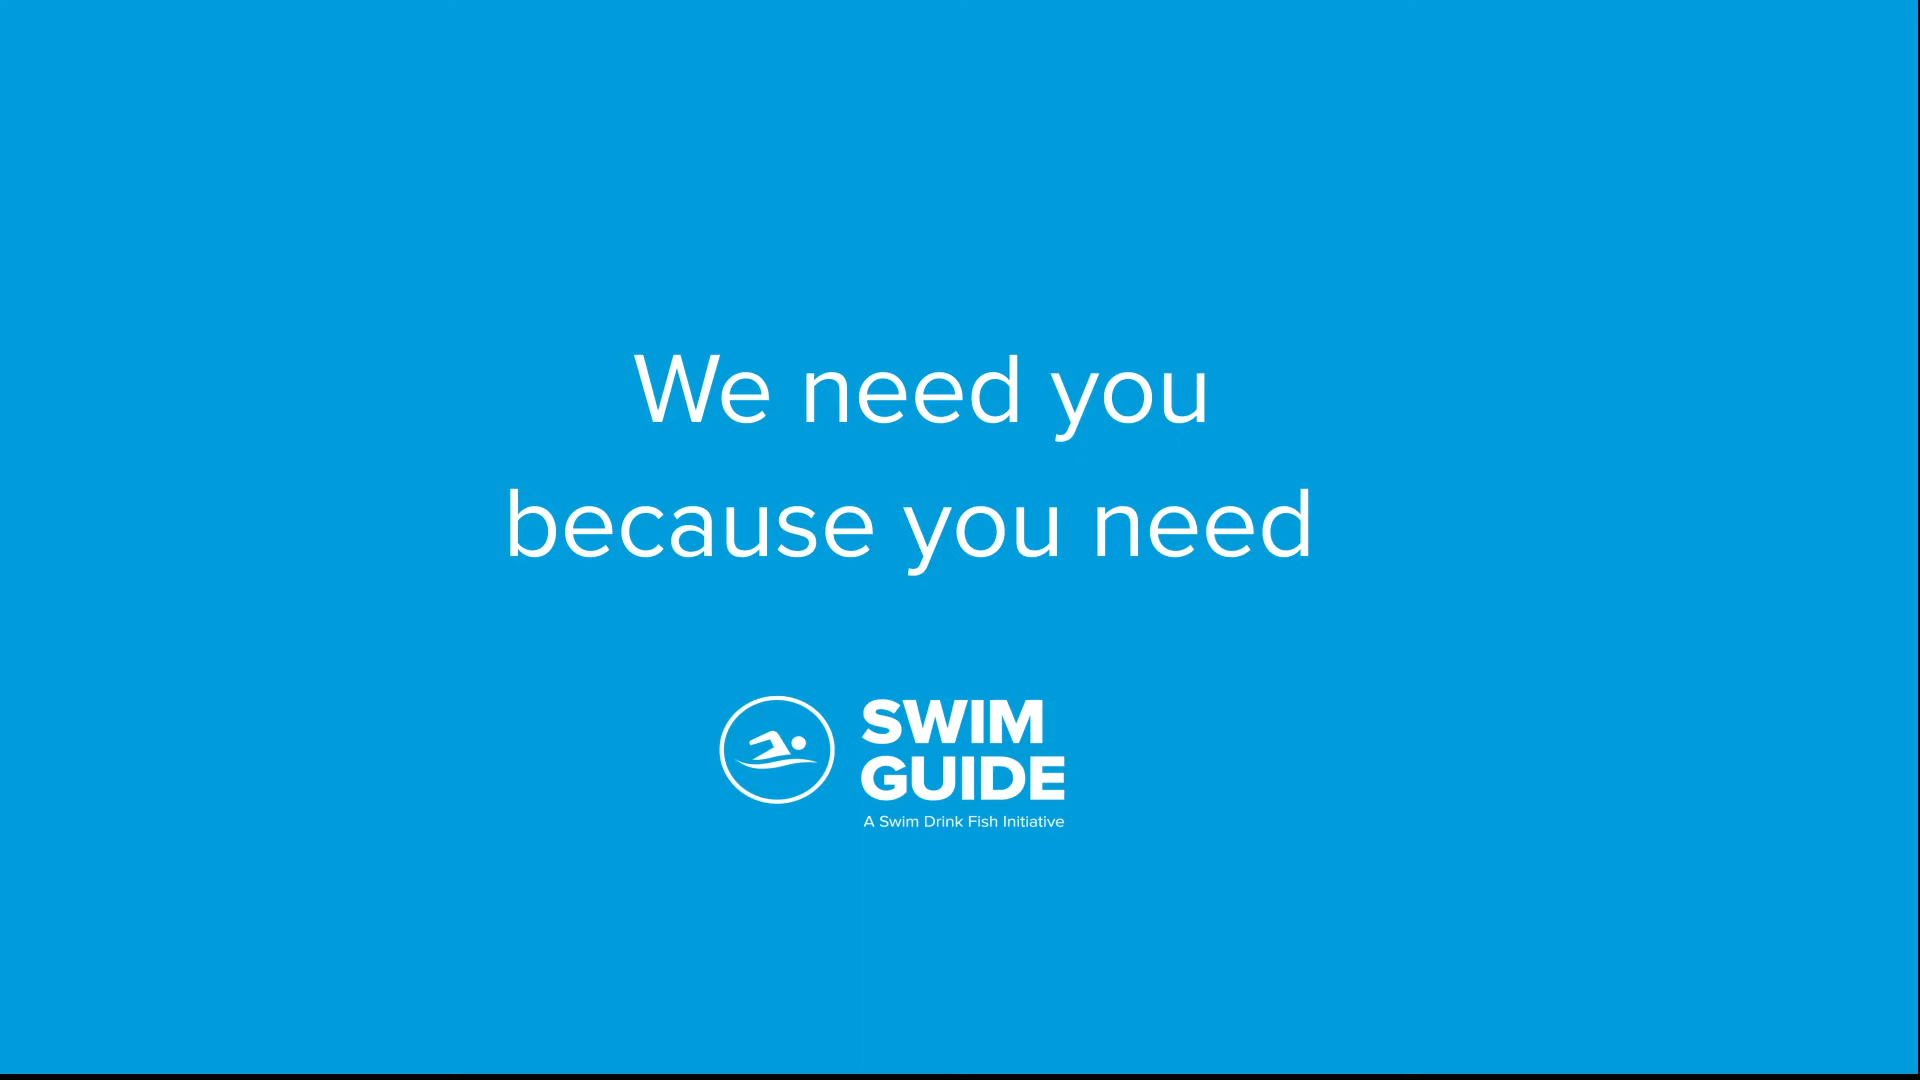 We need you
because you need
SWIM
GUIDE
A Swim Drink Fish Initiative